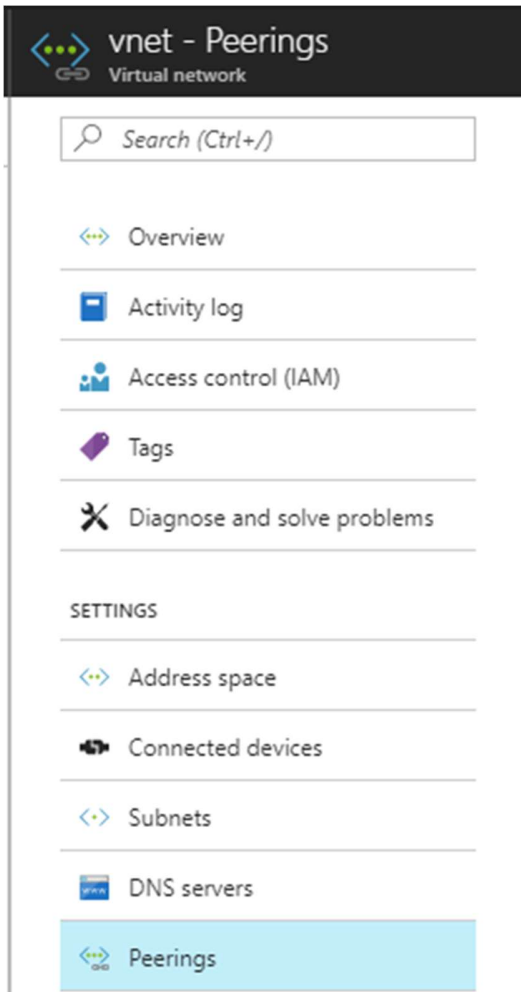 vnet - Peerings
Virtual network
Search (Ctrl+/)
Overview
Activity log
Access control (IAM)
Tags
Diagnose and solve problems
SETTINGS
Address space
Connected devices
Subnets
DNS servers
Peerings